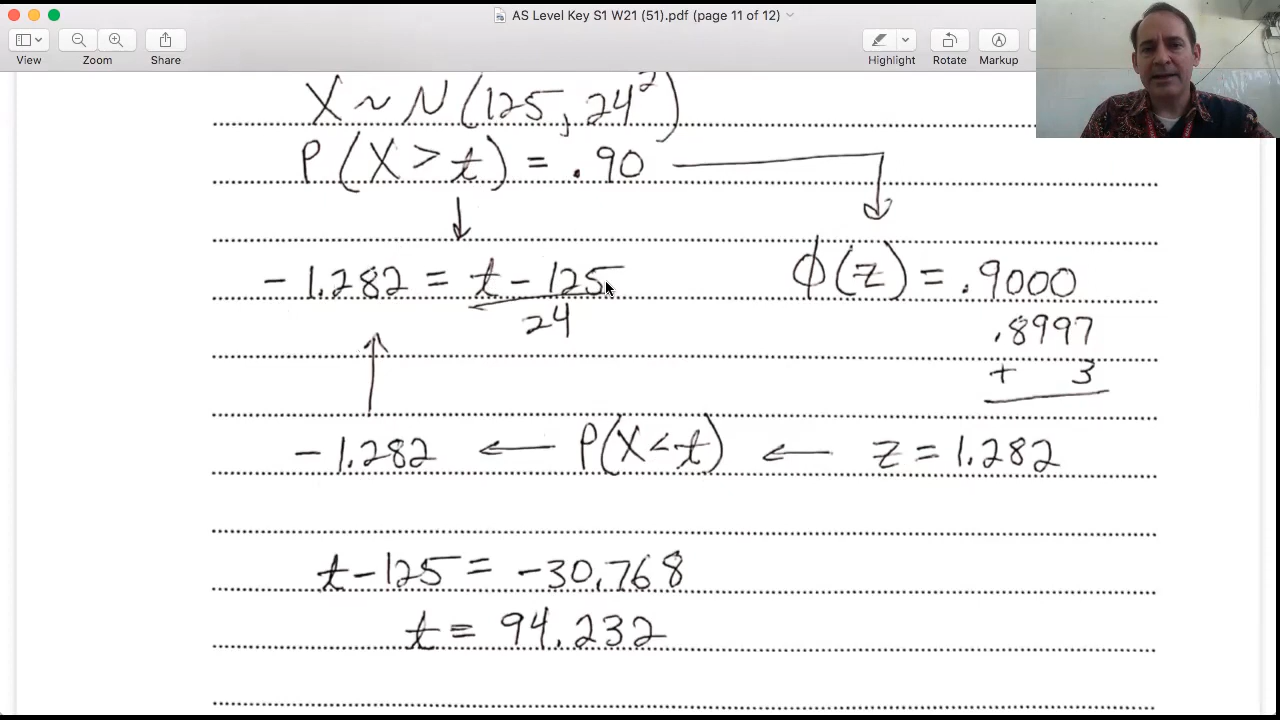 AS Level Key S1 W21 (51).pdf (page 11 of 12)
View Zoom Share Highlight Rotate Markup
X ~ N(125, 24²)
P(X > t) = .90
-1.282 = t - 125 / 24
ϕ(z) = .9000
.8997
+ 3
-1.282 ← P(X < t) ← z = 1.282
t - 125 = -30.768
t = 94.232